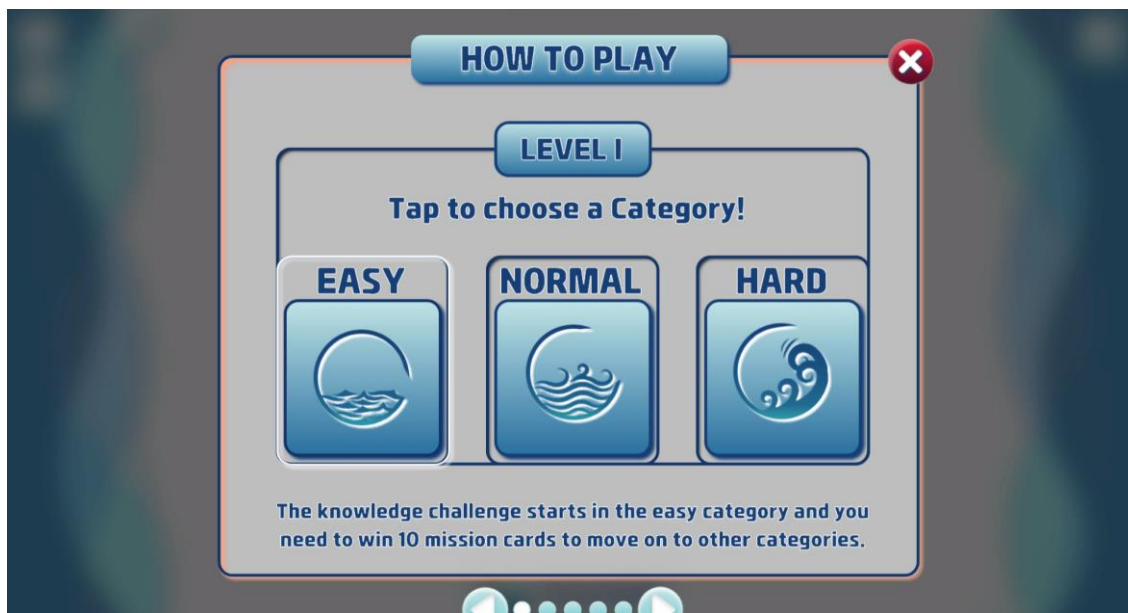 HOW TO PLAY
LEVEL I
Tap to choose a Category!
EASY
NORMAL
HARD
The knowledge challenge starts in the easy category and you
need to win 10 mission cards to move on to other categories.